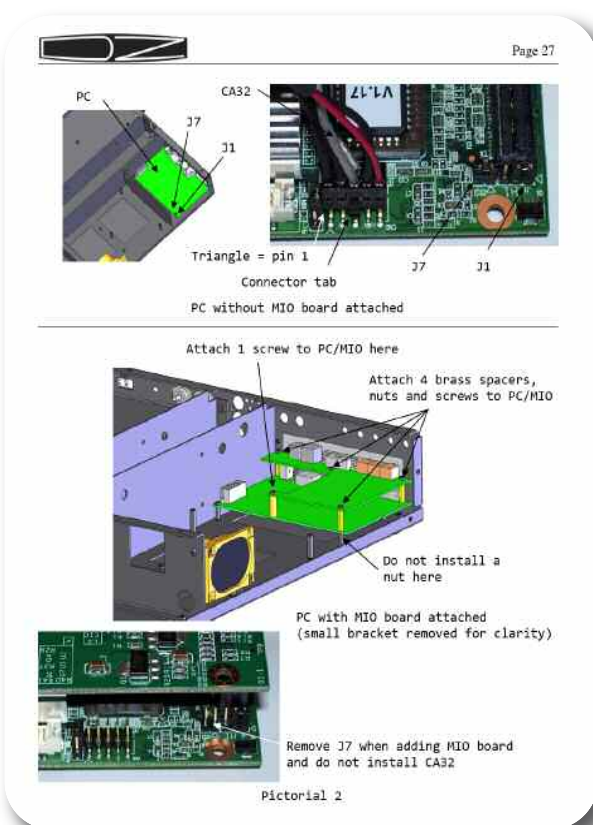 Page 27
PC
J7
J1
CA32
V1.17
Triangle = pin 1
Connector tab
J7
J1
PC without MIO board attached
Attach 1 screw to PC/MIO here
Attach 4 brass spacers,
nuts and screws to PC/MIO
Do not install a
nut here
PC with MIO board attached
(small bracket removed for clarity)
Remove J7 when adding MIO board
and do not install CA32
Pictorial 2